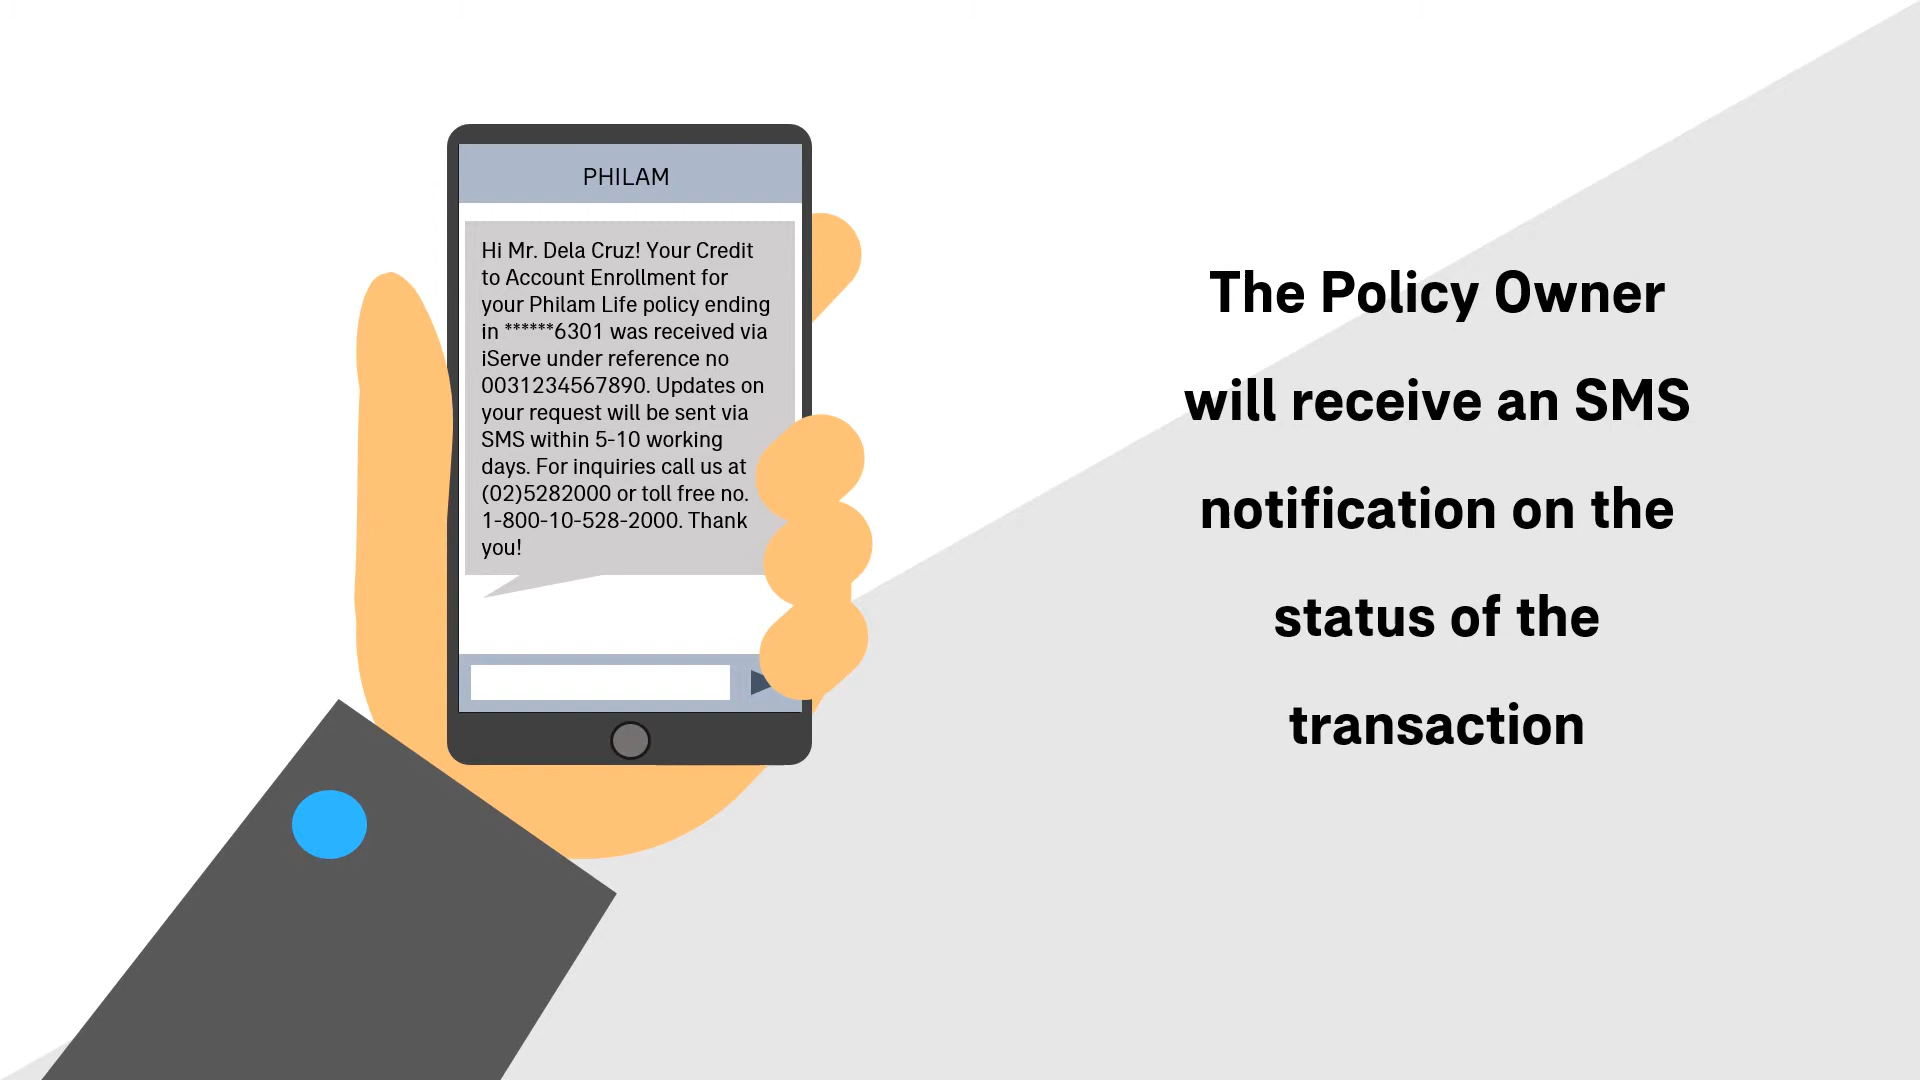 PHILAM
Hi Mr. Dela Cruz! Your Credit
to Account Enrollment for
your Philam Life policy ending
in ******6301 was received via
iServe under reference no
0031234567890. Updates on
your request will be sent via
SMS within 5-10 working
days. For inquiries call us at
(02)5282000 or toll free no.
1-800-10-528-2000. Thank
you!
The Policy Owner
will receive an SMS
notification on the
status of the
transaction